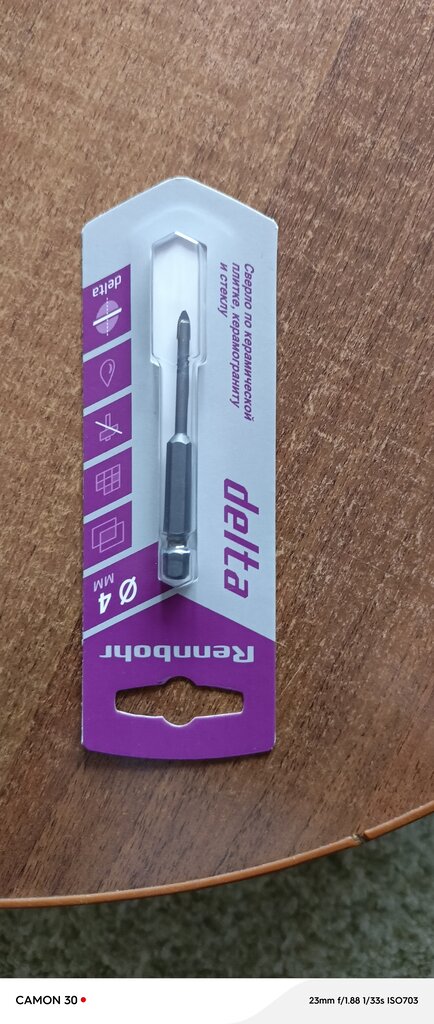 Rennbohr
Ø 4
мм
delta
Сверло по керамической
плитке, керамограниту
и стеклу
delta
CAMON 30
23mm f/1.88 1/33s ISO703